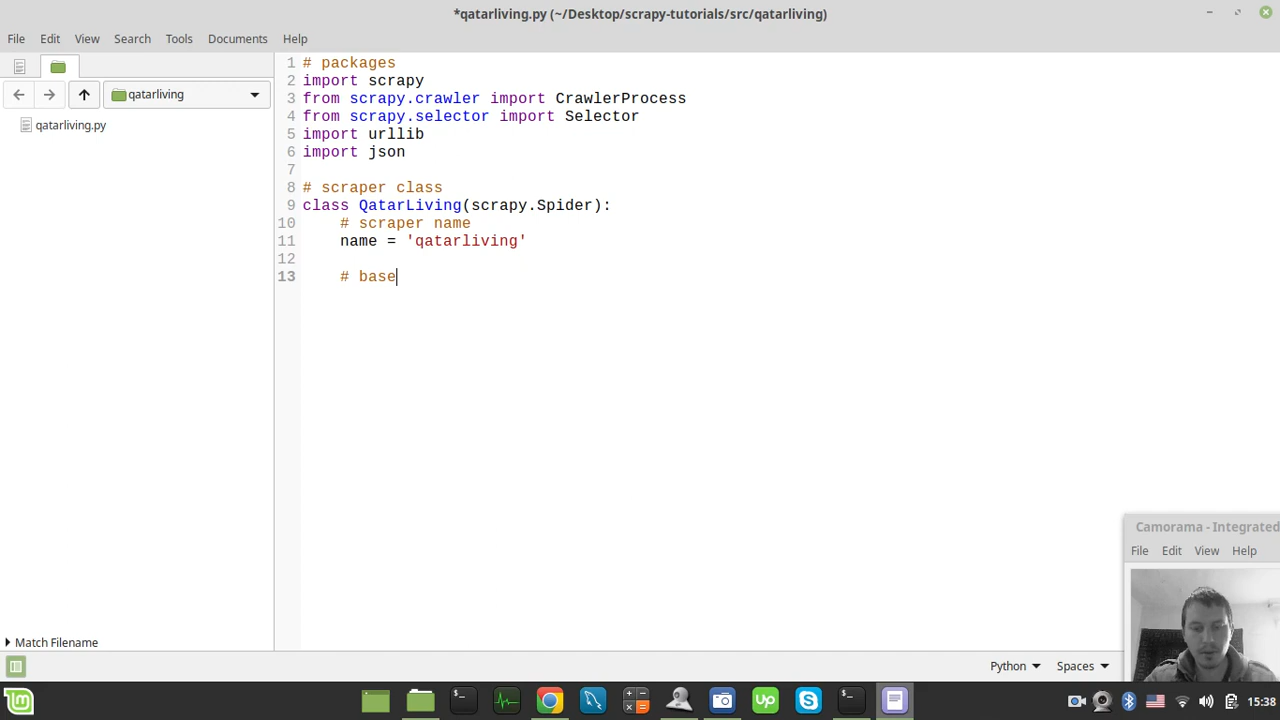 *qatarliving.py (~/Desktop/scrapy-tutorials/src/qatarliving)
File Edit View Search Tools Documents Help
qatarliving
qatarliving.py
1 # packages
2 import scrapy
3 from scrapy.crawler import CrawlerProcess
4 from scrapy.selector import Selector
5 import urllib
6 import json
7
8 # scraper class
9 class QatarLiving(scrapy.Spider):
10 # scraper name
11 name = 'qatarliving'
12
13 # base
Camorama - Integrated
File Edit View Help
Match Filename
Python Spaces
15:38